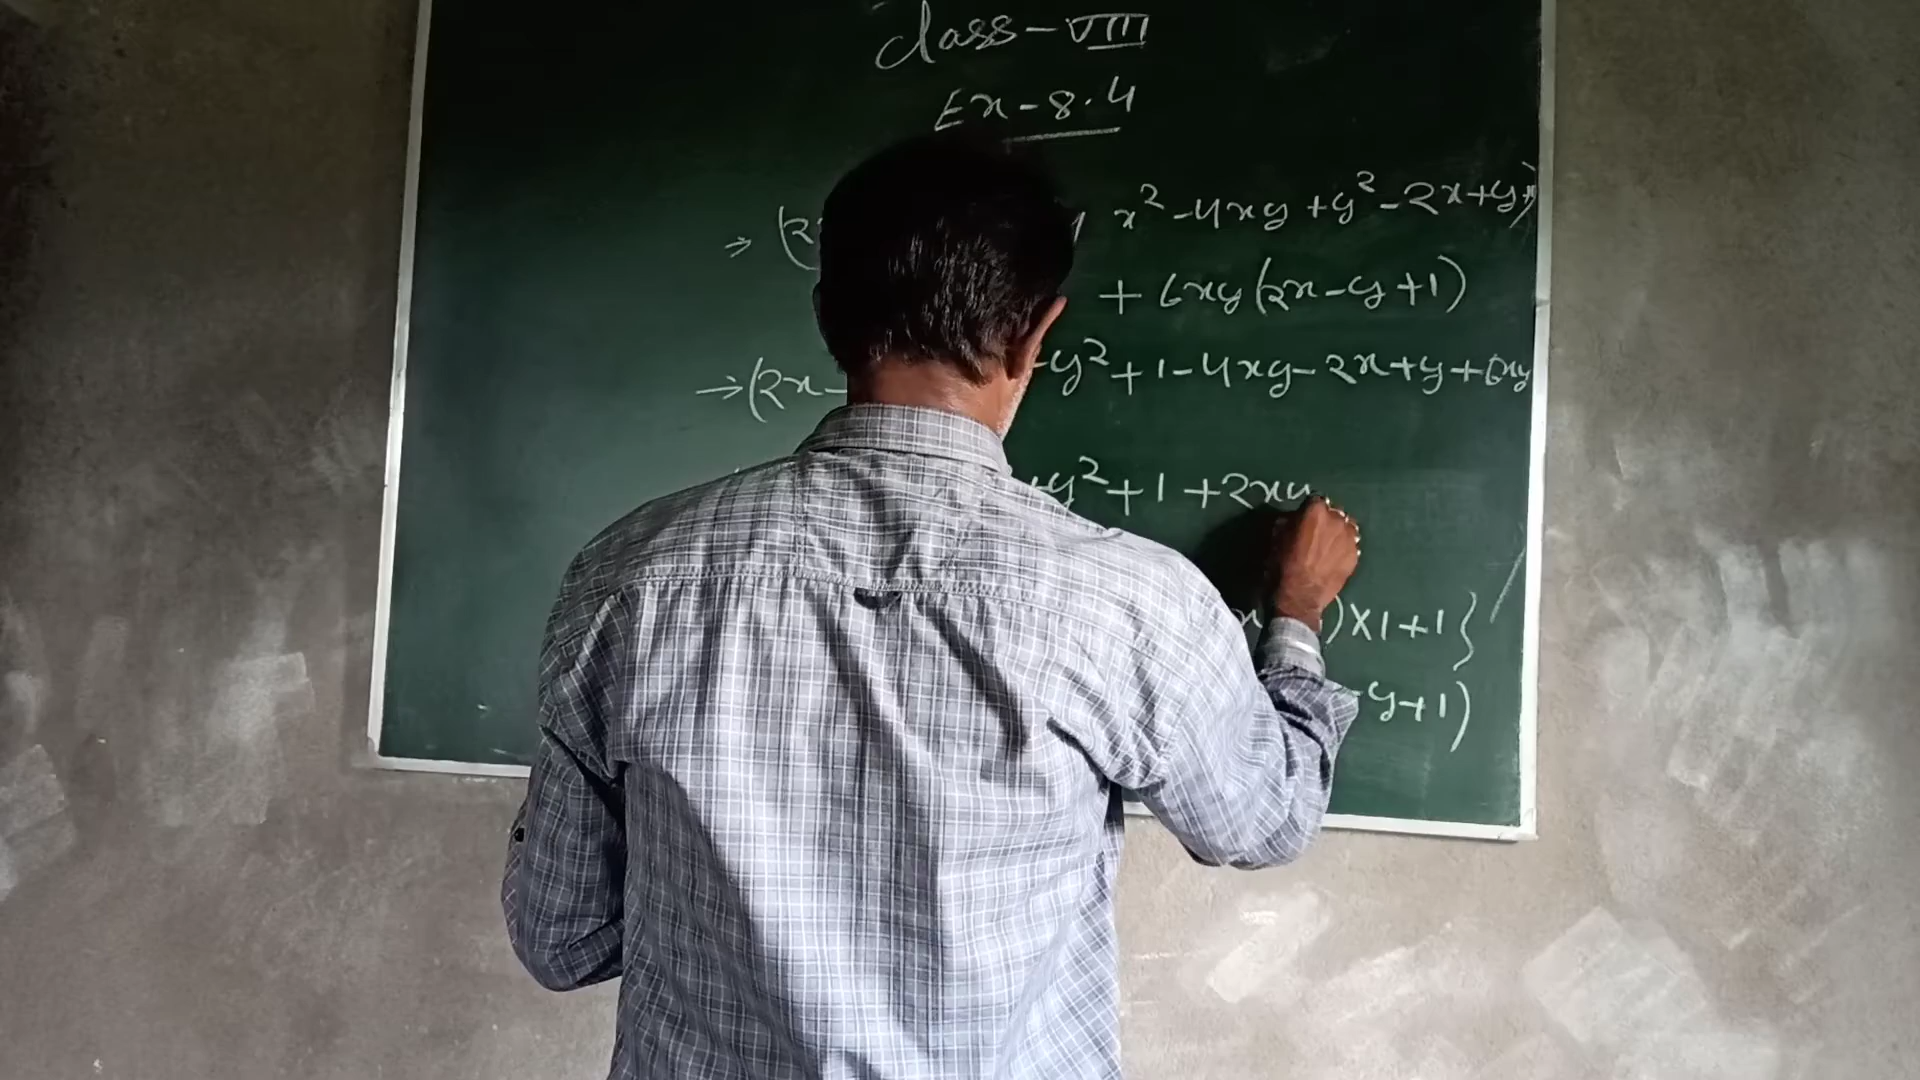 Class-VIII
Ex-8.4
⇒ (2 x²-4xy+y²-2x+y+
+6xy(2x-y+1)
→(2x- y²+1-4xy-2x+y+6xy
y²+1+2xy
)×1+1}
-y+1)